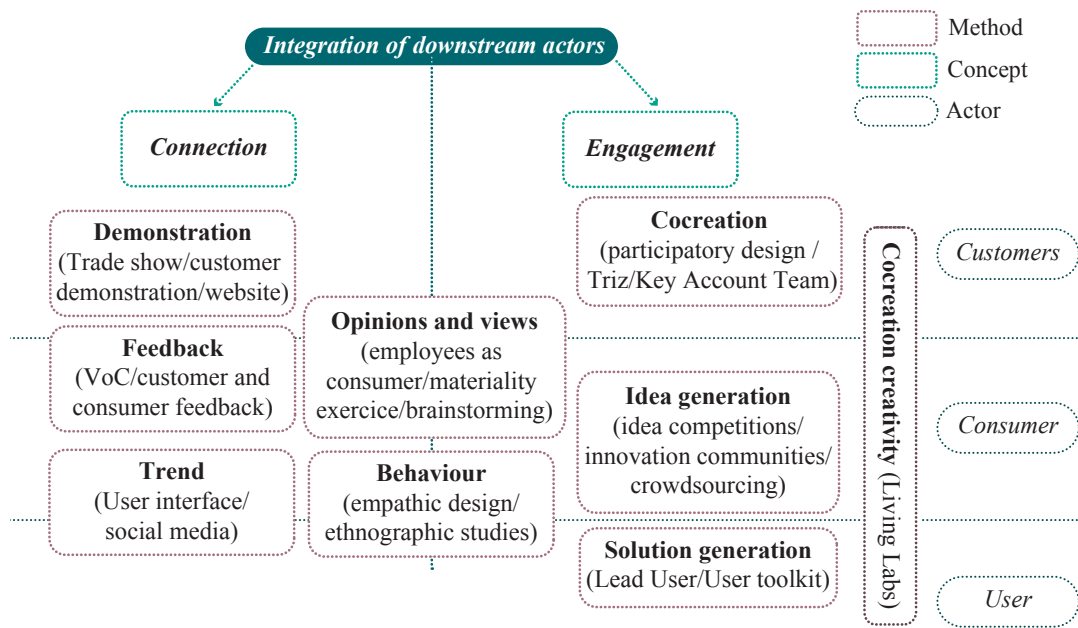 Integration of downstream actors
Method
Concept
Actor
Connection
Engagement
Demonstration
(Trade show/customer
demonstration/website)
Feedback
(VoC/customer and
consumer feedback)
Trend
(User interface/
social media)
Opinions and views
(employees as
consumer/materiality
exercice/brainstorming)
Behaviour
(empathic design/
ethnographic studies)
Cocreation
(participatory design /
Triz/Key Account Team)
Idea generation
(idea competitions/
innovation communities/
crowdsourcing)
Solution generation
(Lead User/User toolkit)
Cocreation creativity (Living Labs)
Customers
Consumer
User